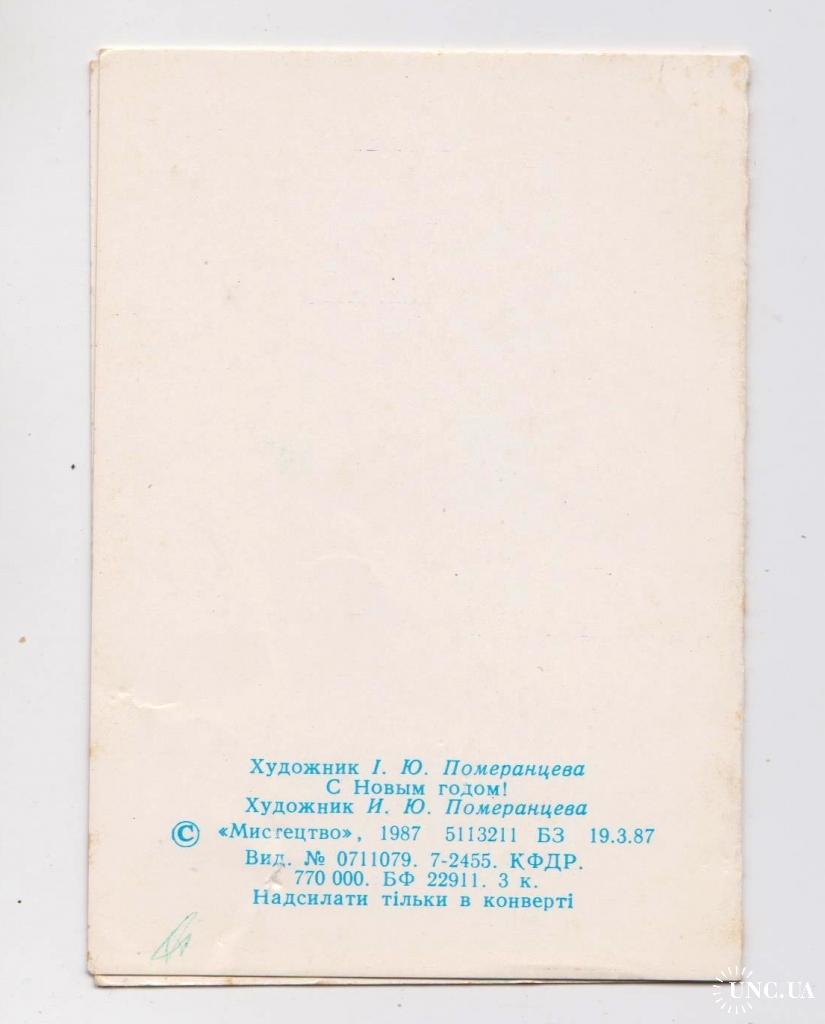 Художник І. Ю. Померанцева
С Новым годом!
Художник И. Ю. Померанцева
© «Мистецтво», 1987 5113211 БЗ 19.3.87
Вид. № 0711079. 7-2455. КФДР.
770 000. БФ 22911. 3 к.
Надсилати тільки в конверті
UNC.UA